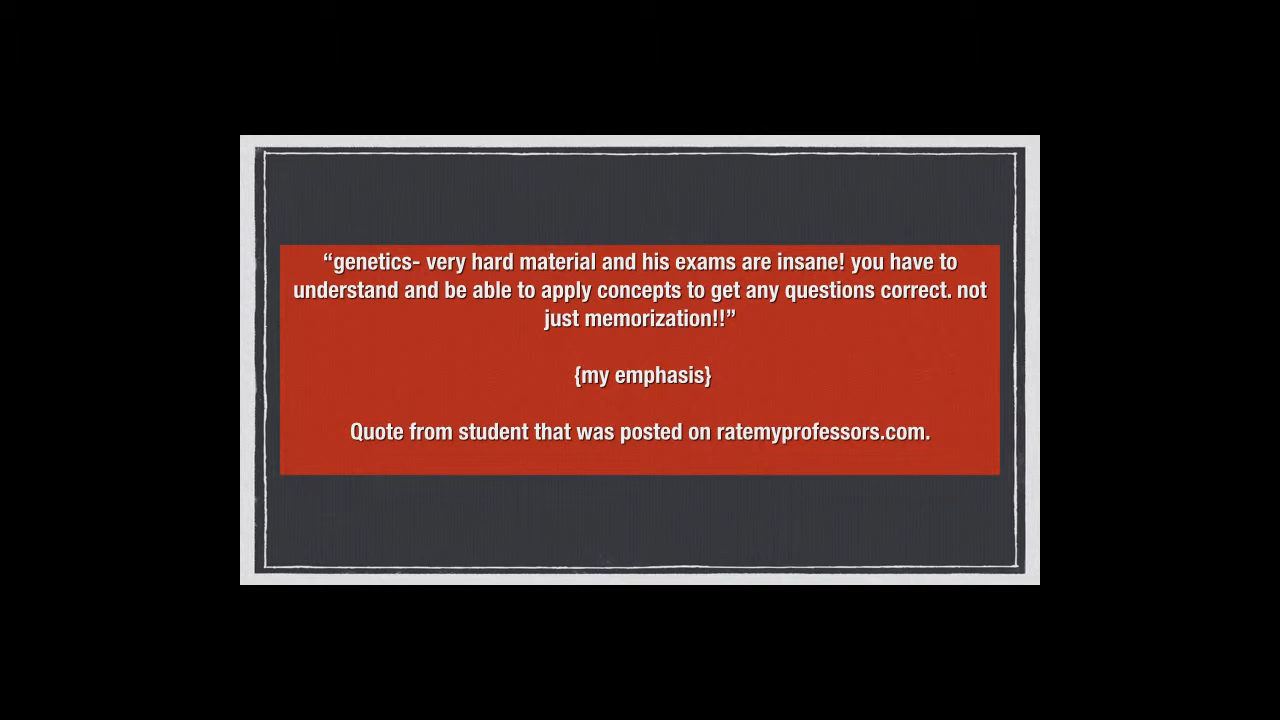 “genetics- very hard material and his exams are insane! you have to
understand and be able to apply concepts to get any questions correct. not
just memorization!!”
{my emphasis}
Quote from student that was posted on ratemyprofessors.com.